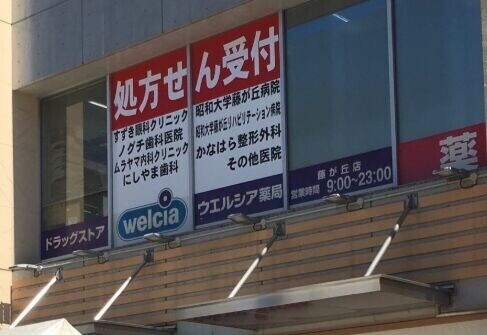 処方せん受付
すずき眼科クリニック
ノグチ歯科医院
ムラヤマ内科クリニック
にしやま歯科
昭和大学藤が丘病院
昭和大学藤が丘リハビリテーション病院
かなはら整形外科
その他医院
welcia
ドラッグストア
ウエルシア薬局
藤が丘店
営業時間 9:00~23:00
薬